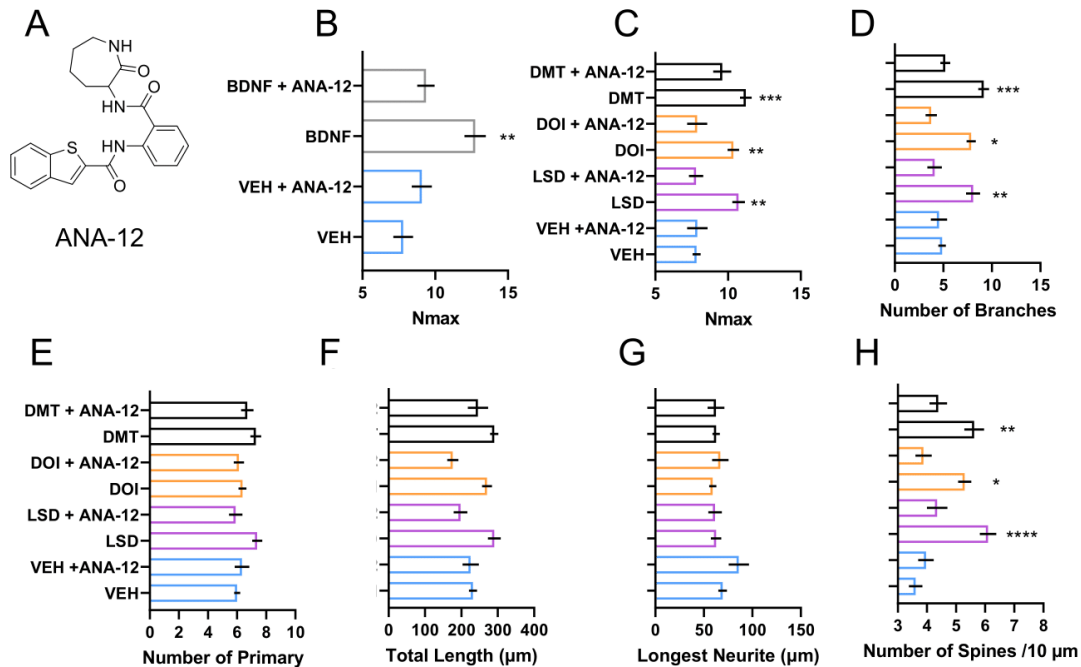 A
NH
O
HN
O
H
N
S
O
ANA-12
B
BDNF + ANA-12
BDNF
**
VEH + ANA-12
VEH
5
10
15
Nmax
C
DMT + ANA-12
DMT
***
DOI + ANA-12
DOI
**
LSD + ANA-12
LSD
**
VEH +ANA-12
VEH
5
10
15
Nmax
D
***
*
**
0
5
10
15
Number of Branches
E
DMT + ANA-12
DMT
DOI + ANA-12
DOI
LSD + ANA-12
LSD
VEH +ANA-12
VEH
0
2
4
6
8
10
Number of Primary
F
0
100
200
300
400
Total Length (µm)
G
0
50
100
150
Longest Neurite (µm)
H
**
*
****
3
4
5
6
7
8
Number of Spines /10 µm